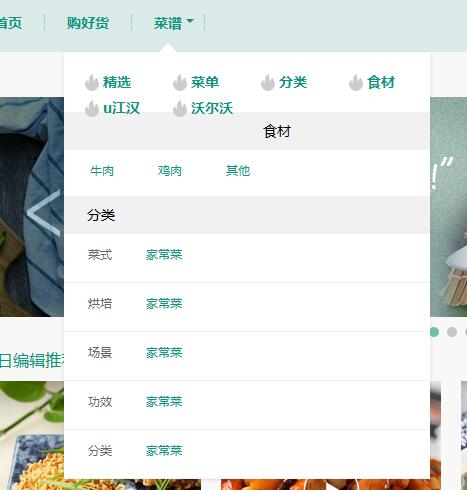 首页 购好货 菜谱
精选 菜单 分类 食材
u江汉 沃尔沃
食材
牛肉 鸡肉 其他
分类
菜式 家常菜
烘培 家常菜
场景 家常菜
日编辑推荐
功效 家常菜
分类 家常菜